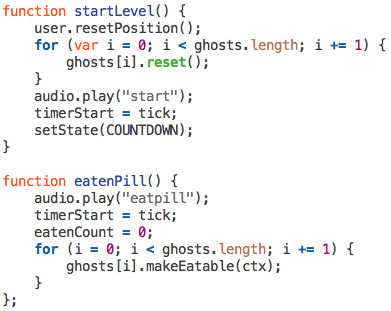 function startLevel() {
    user.resetPosition();
    for (var i = 0; i < ghosts.length; i += 1) {
        ghosts[i].reset();
    }
    audio.play("start");
    timerStart = tick;
    setState(COUNTDOWN);
}

function eatenPill() {
    audio.play("eatpill");
    timerStart = tick;
    eatenCount = 0;
    for (i = 0; i < ghosts.length; i += 1) {
        ghosts[i].makeEatable(ctx);
    }
};